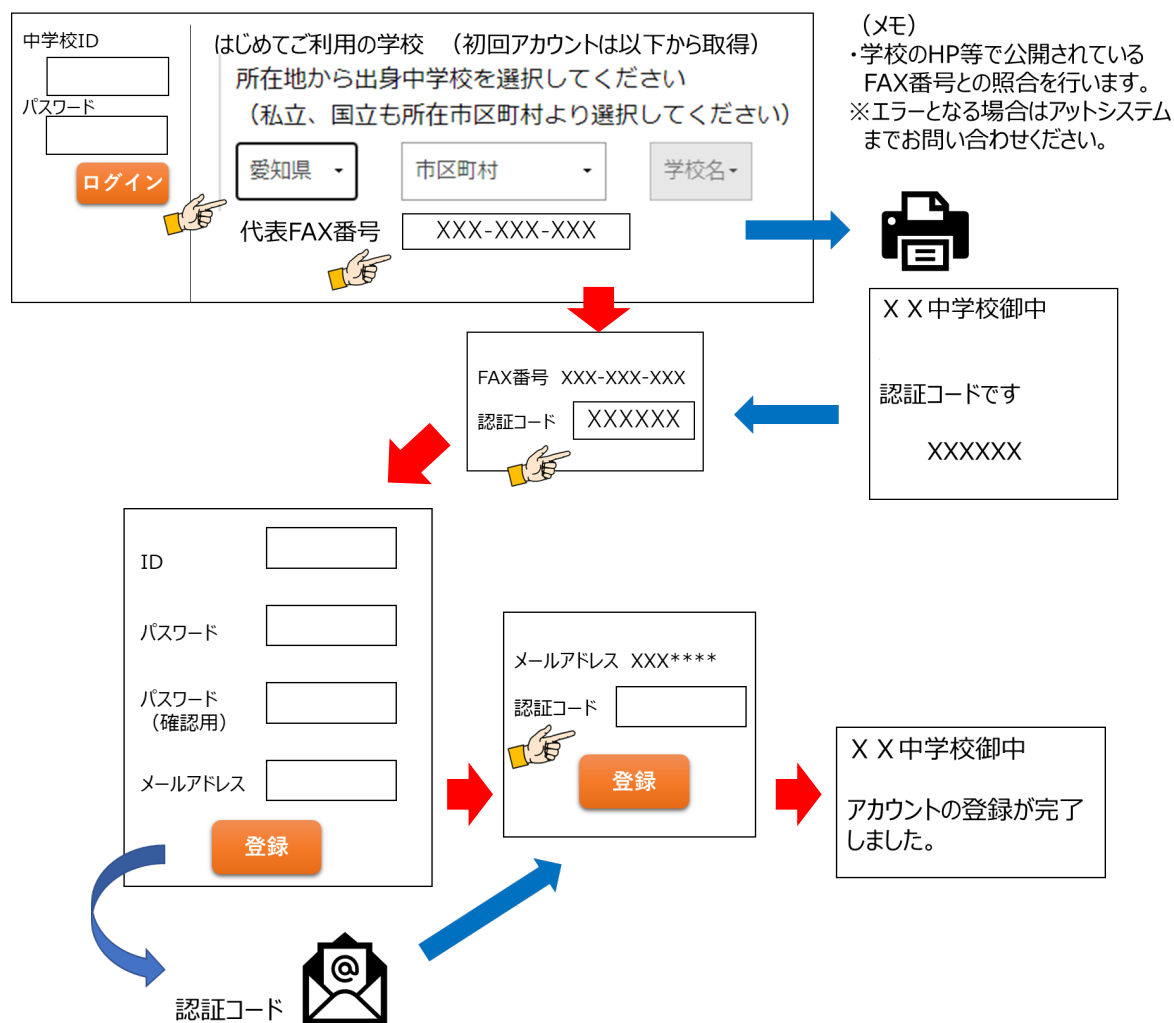 中学校ID
パスワード
ログイン
はじめてご利用の学校 （初回アカウントは以下から取得）
所在地から出身中学校を選択してください
（私立、国立も所在市区町村より選択してください）
愛知県
市区町村
学校名
代表FAX番号
XXX-XXX-XXX
（メモ）
・学校のHP等で公開されている
FAX番号との照合を行います。
※エラーとなる場合はアットシステム
までお問い合わせください。
ＸＸ中学校御中
認証コードです
XXXXXX
FAX番号 XXX-XXX-XXX
認証コード XXXXXX
ID
パスワード
パスワード
（確認用）
メールアドレス
登録
認証コード
@
メールアドレス XXX****
認証コード
登録
ＸＸ中学校御中
アカウントの登録が完了
しました。